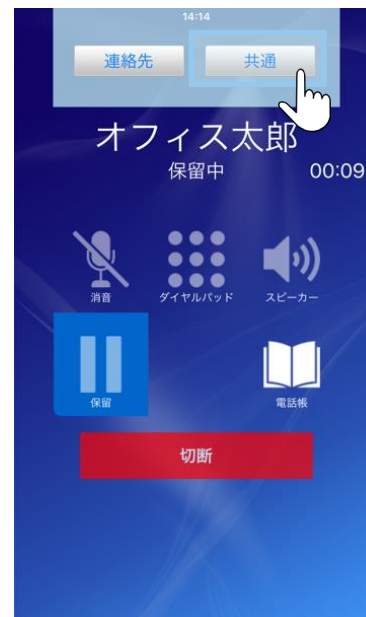 14:14
連絡先 共通
オフィス太郎
保留中 00:09
消音 ダイヤルパッド スピーカー
保留 電話帳
切断